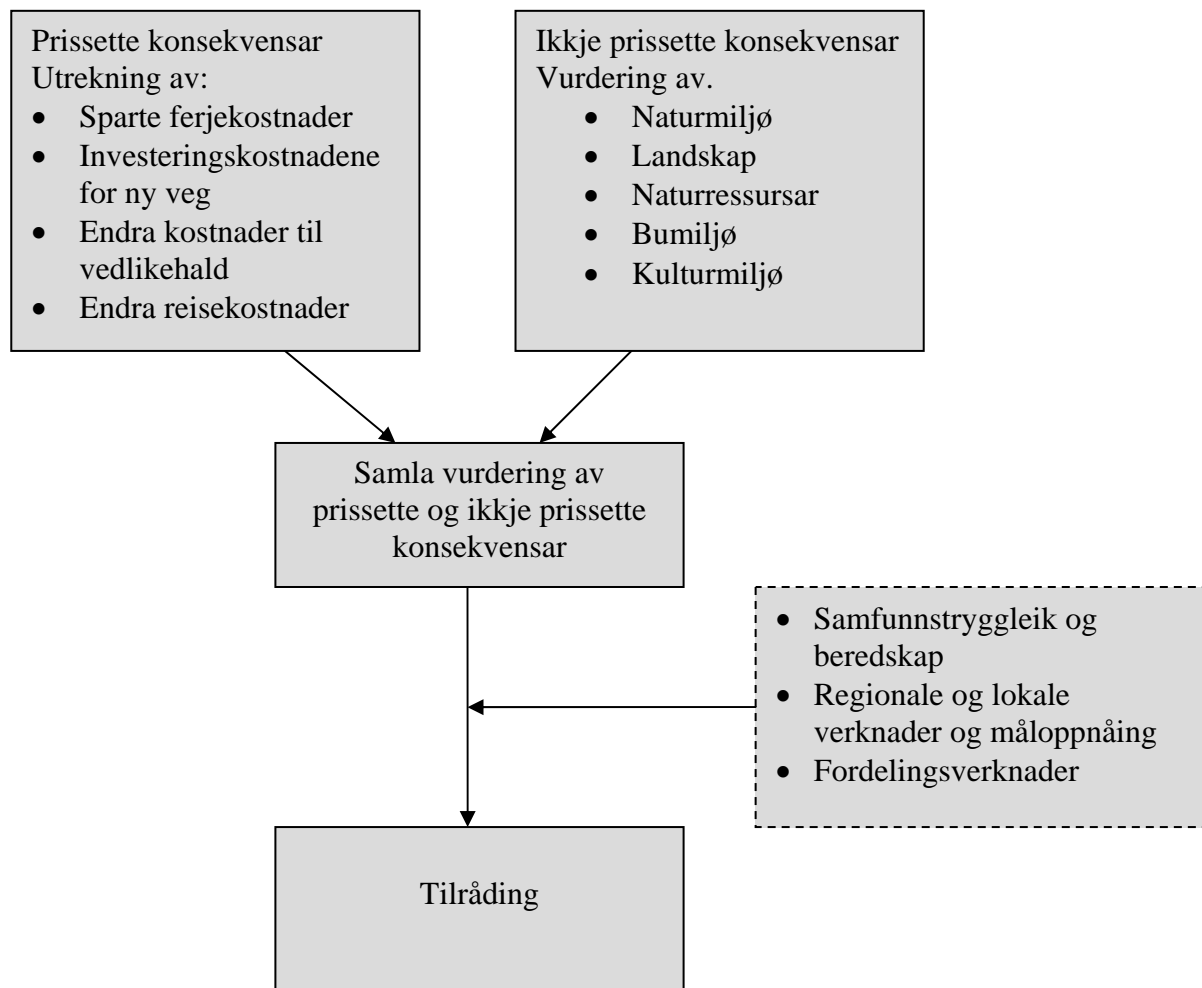 Prissette konsekvensar
Utrekning av:
• Sparte ferjekostnader
• Investeringskostnadene
for ny veg
• Endra kostnader til
vedlikehald
• Endra reisekostnader
Ikkje prissette konsekvensar
Vurdering av.
• Naturmiljø
• Landskap
• Naturressursar
• Bumiljø
• Kulturmiljø
Samla vurdering av
prissette og ikkje prissette
konsekvensar
• Samfunnstryggleik og
beredskap
• Regionale og lokale
verknader og måloppnåing
• Fordelingsverknader
Tilråding